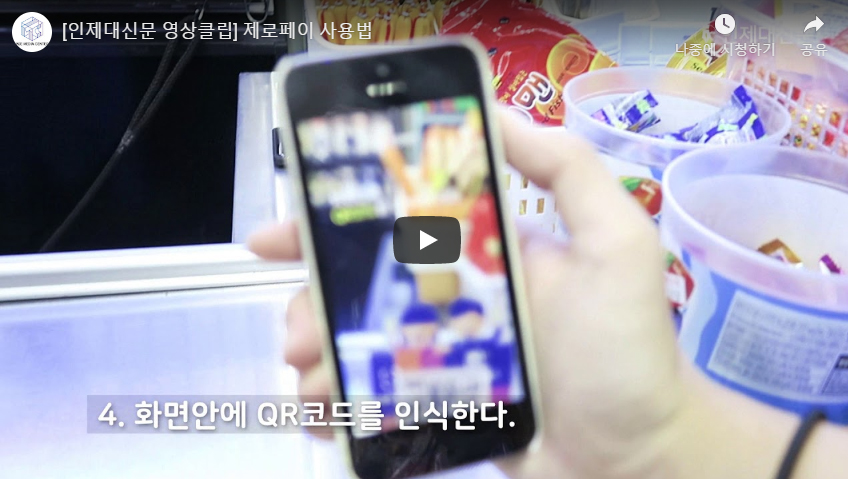 [인제대신문 영상클립] 제로페이 사용법
나중에 시청하기
공유
맨
4. 화면안에 QR코드를 인식한다.